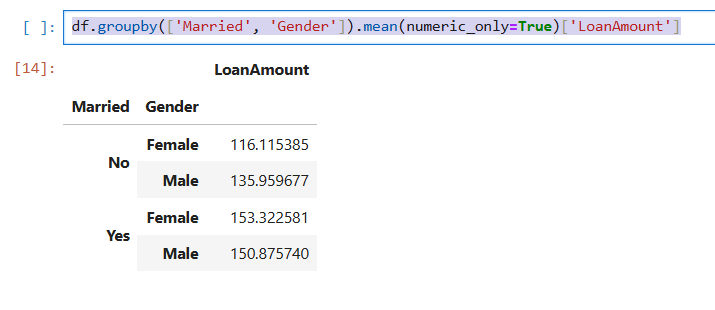 [ ]: df.groupby(['Married', 'Gender']).mean(numeric_only=True)['LoanAmount']
[14]:
LoanAmount
Married Gender
No Female 116.115385
Male 135.959677
Yes Female 153.322581
Male 150.875740